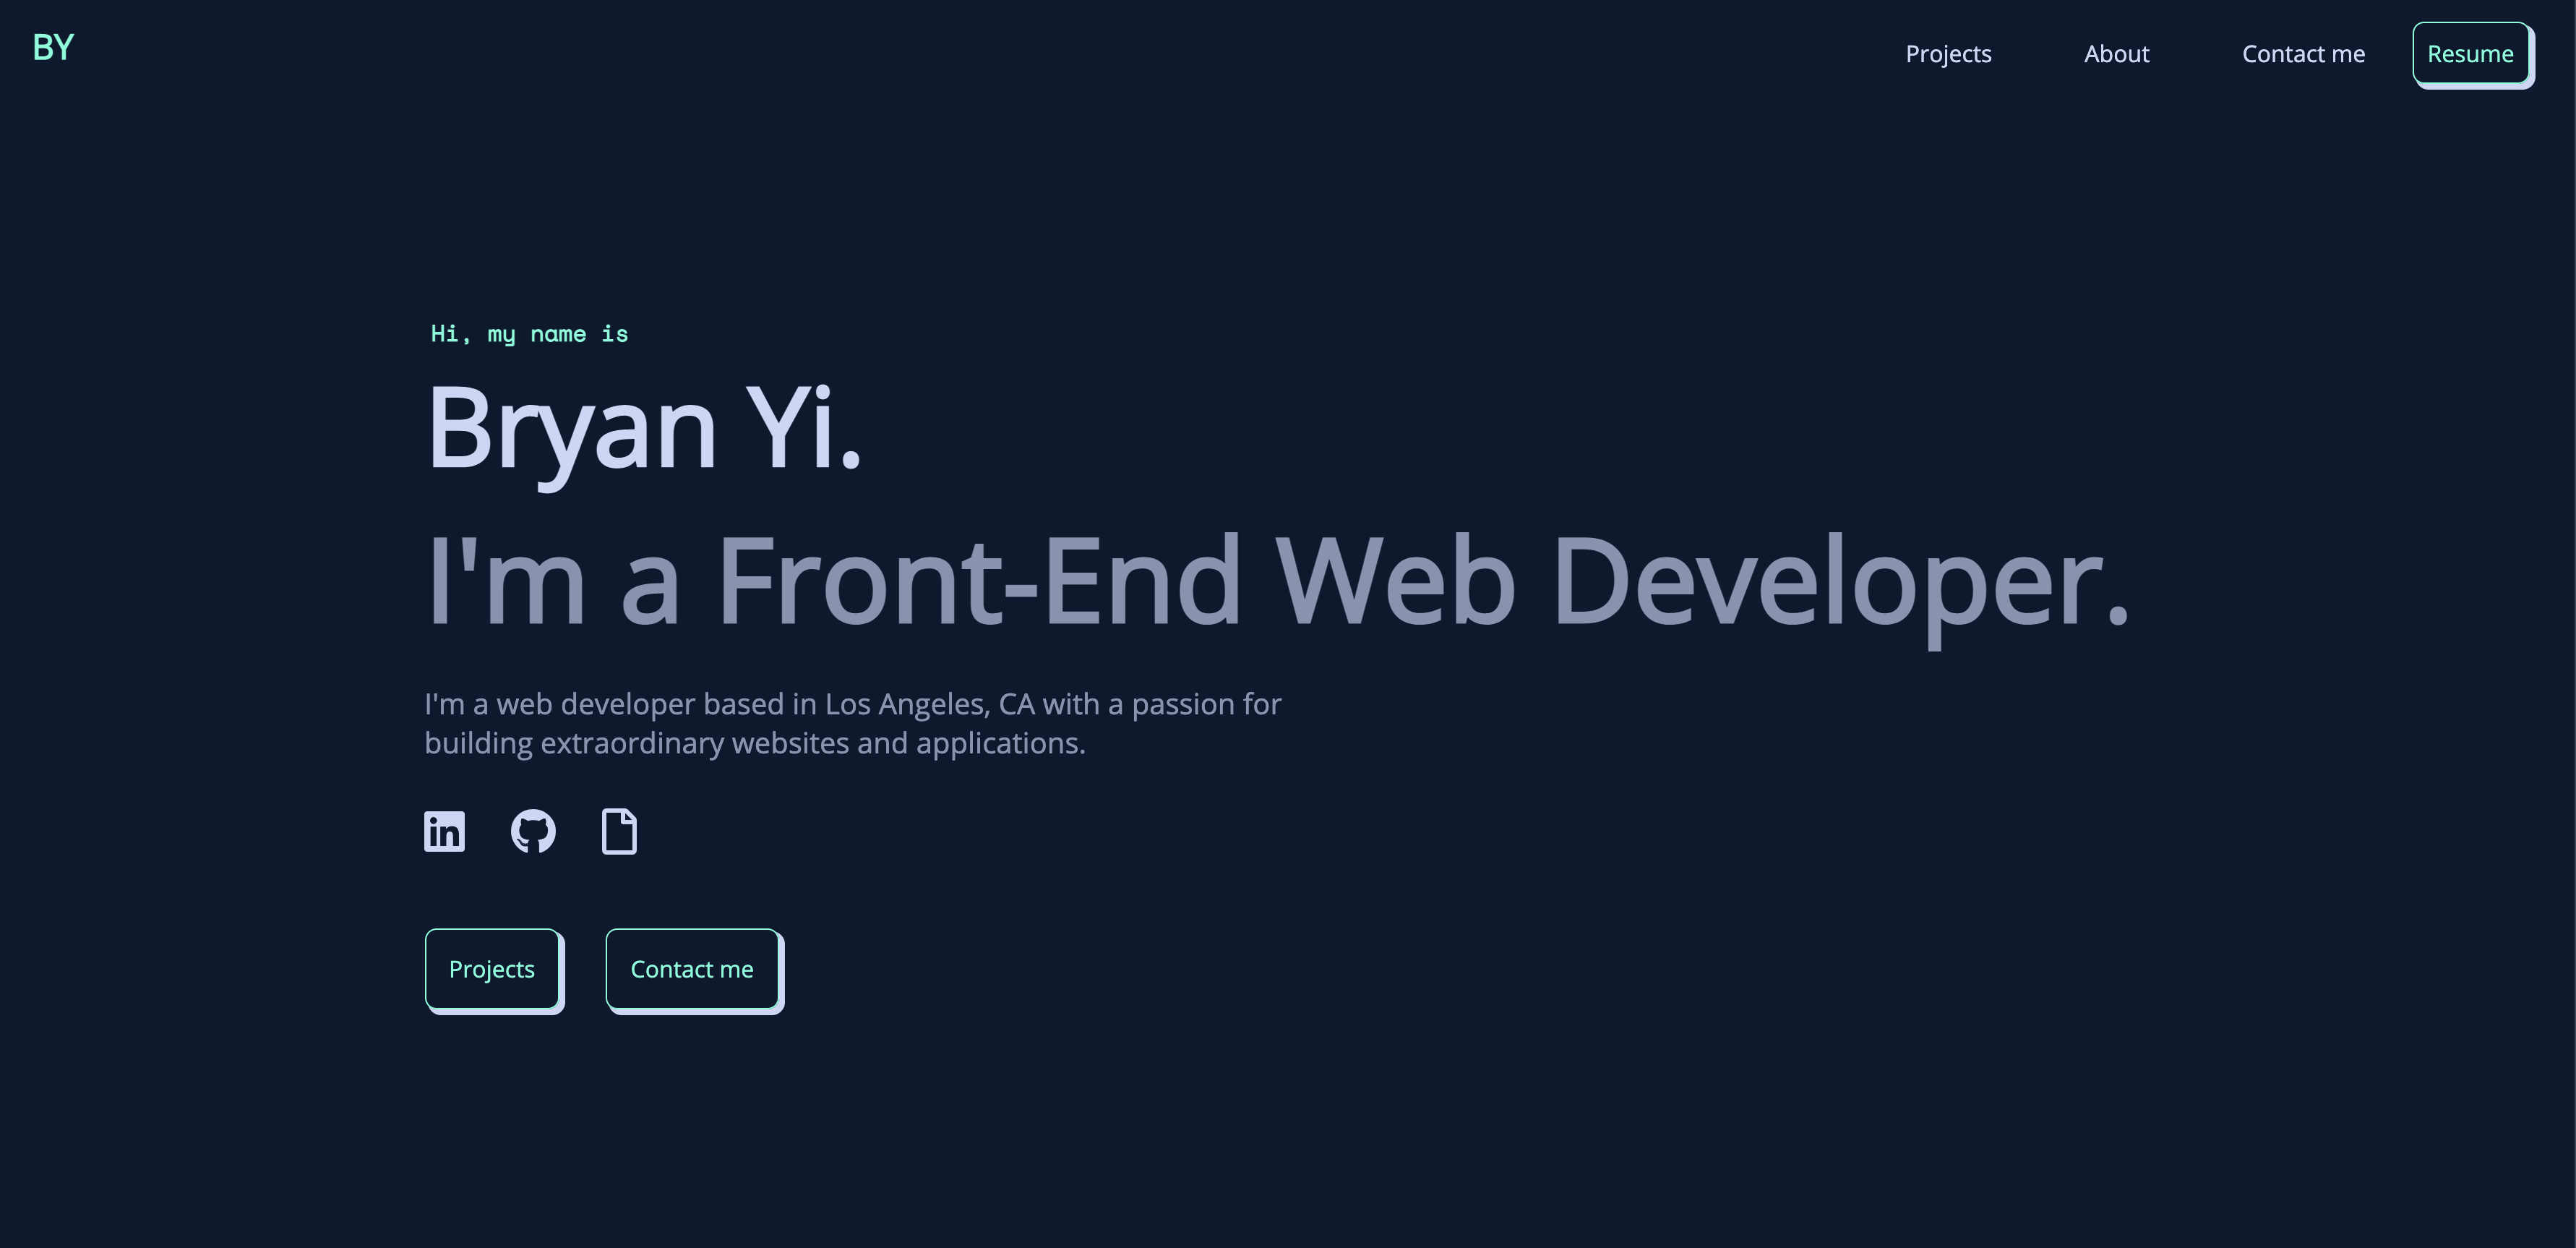 BY
Projects
About
Contact me
Resume
Hi, my name is
Bryan Yi.
I'm a Front-End Web Developer.
I'm a web developer based in Los Angeles, CA with a passion for
building extraordinary websites and applications.
in
Projects
Contact me